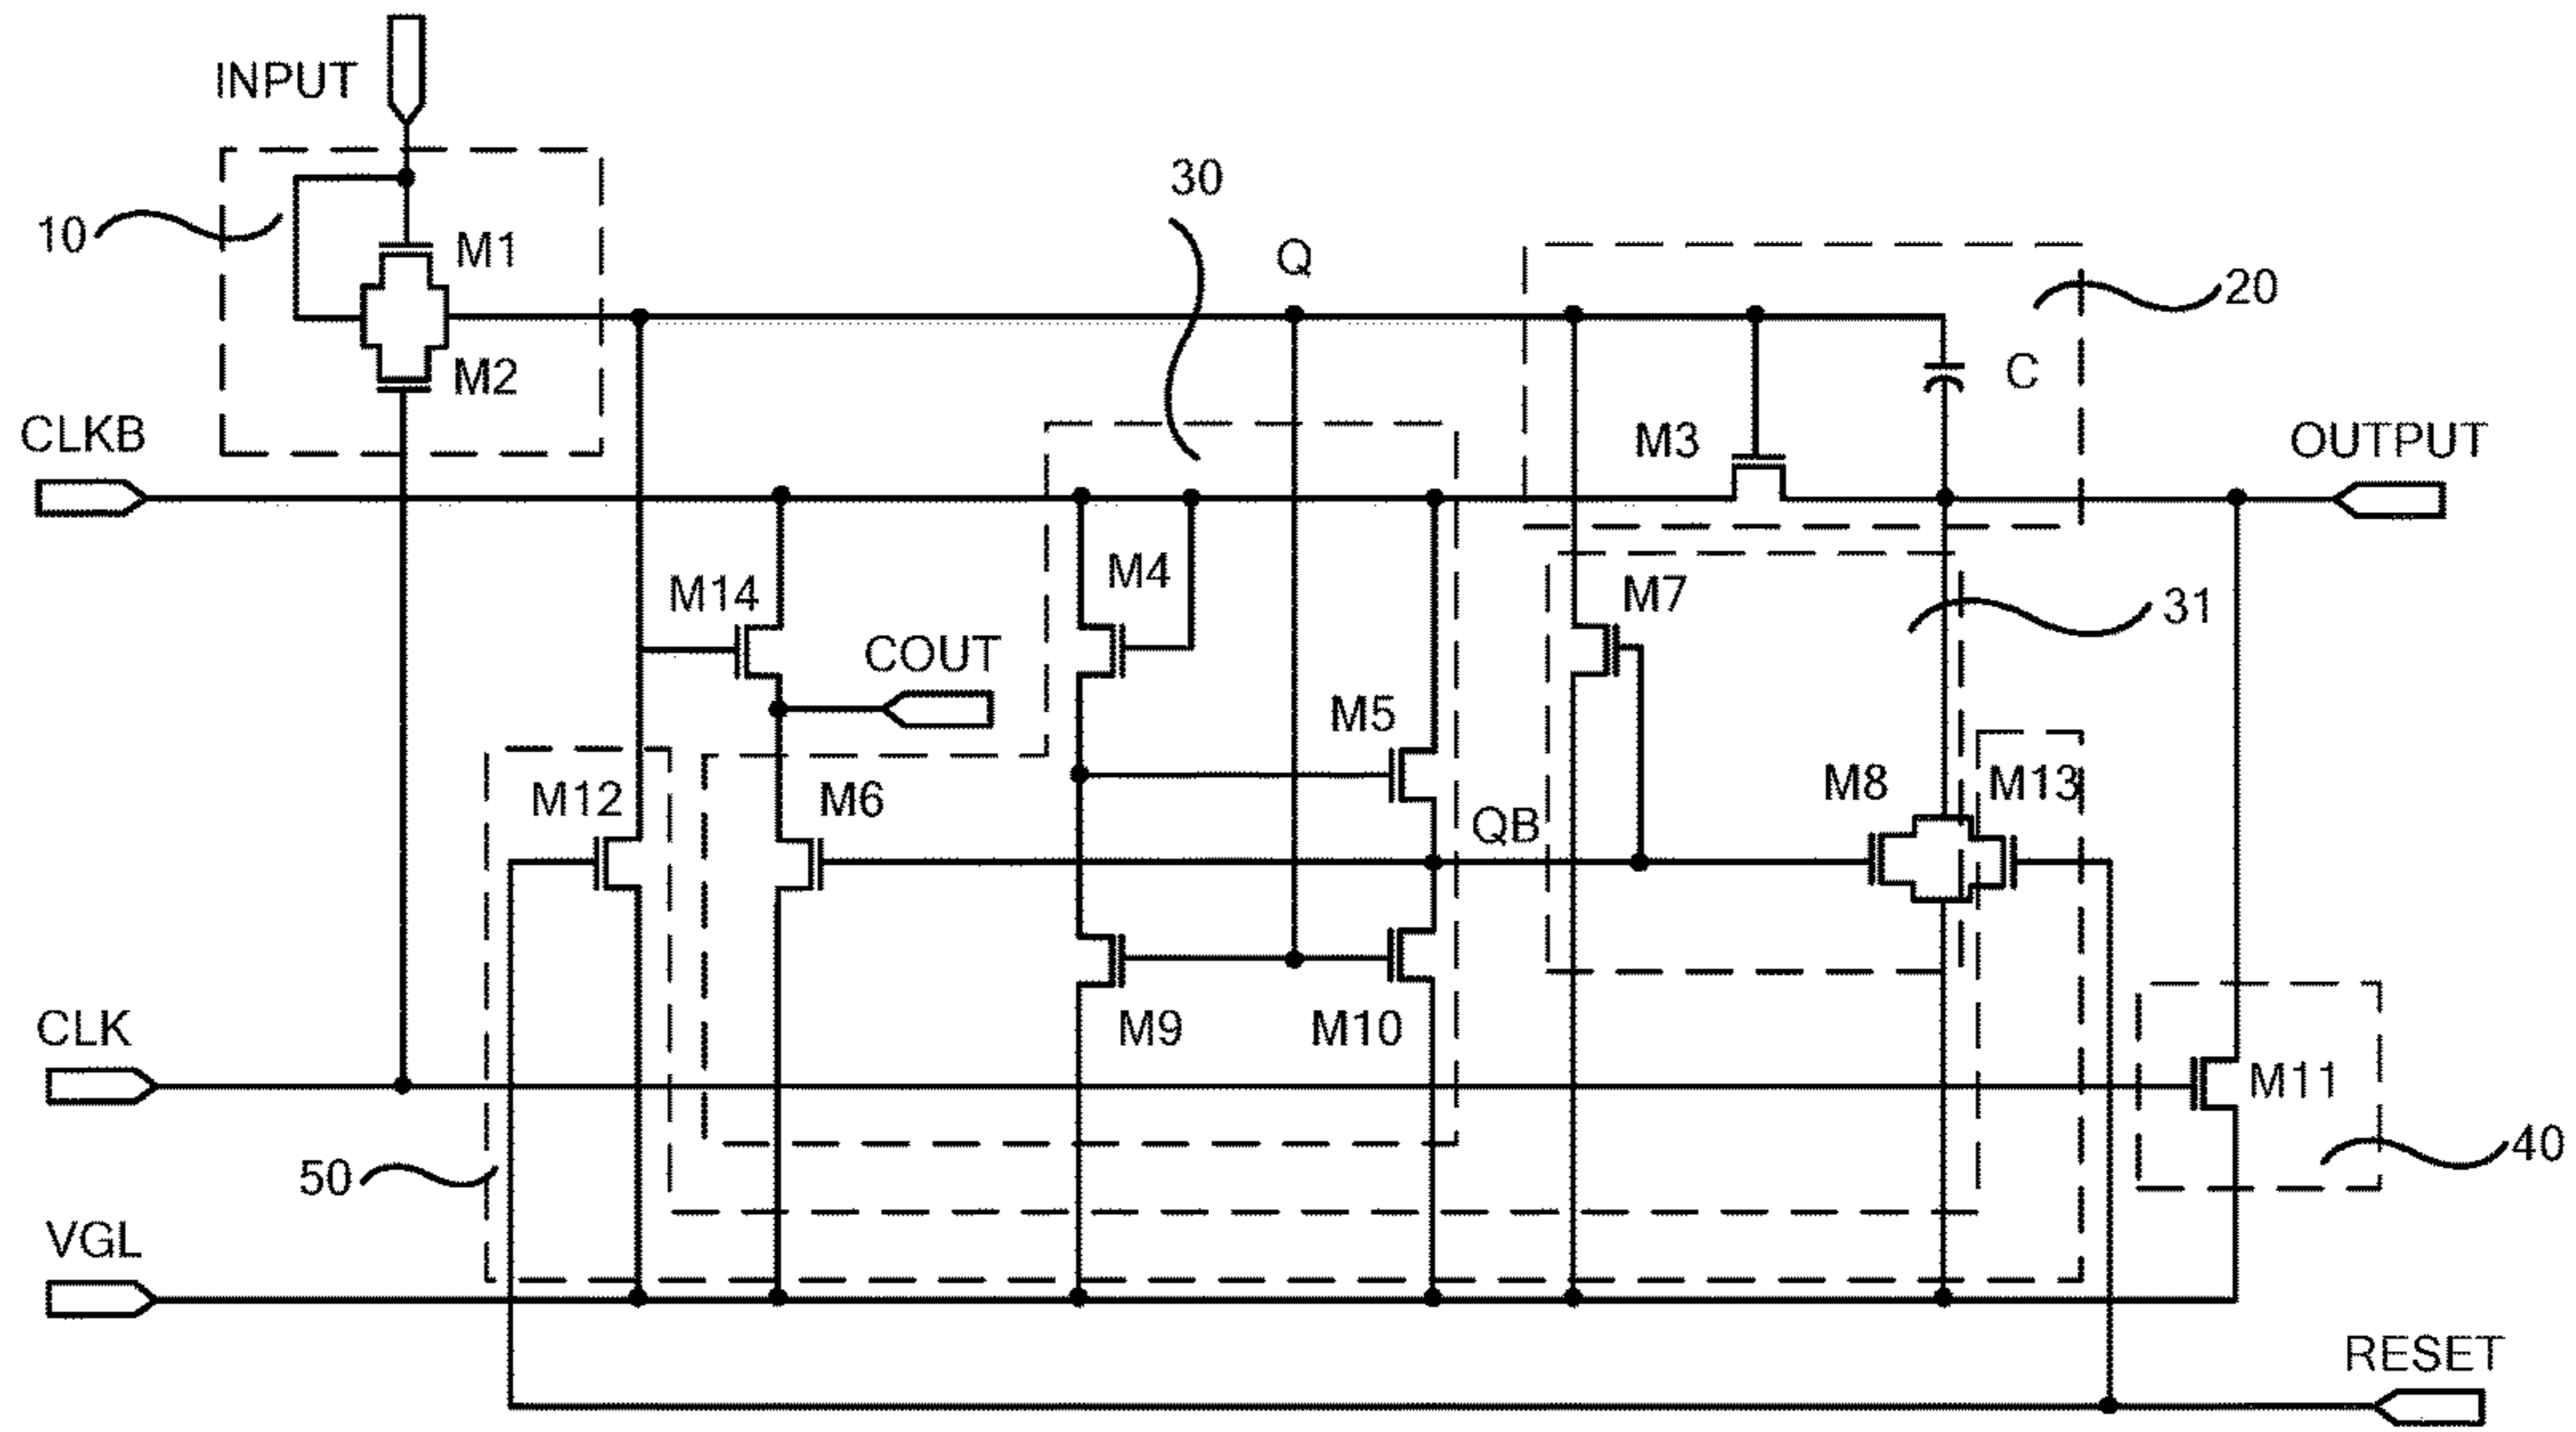 INPUT
30
10
M1
Q
20
M2
C
CLKB
M3
OUTPUT
M4
M14
M7
31
COUT
M5
M12
M6
M8
M13
QB
CLK
M9
M10
M11
50
40
VGL
RESET